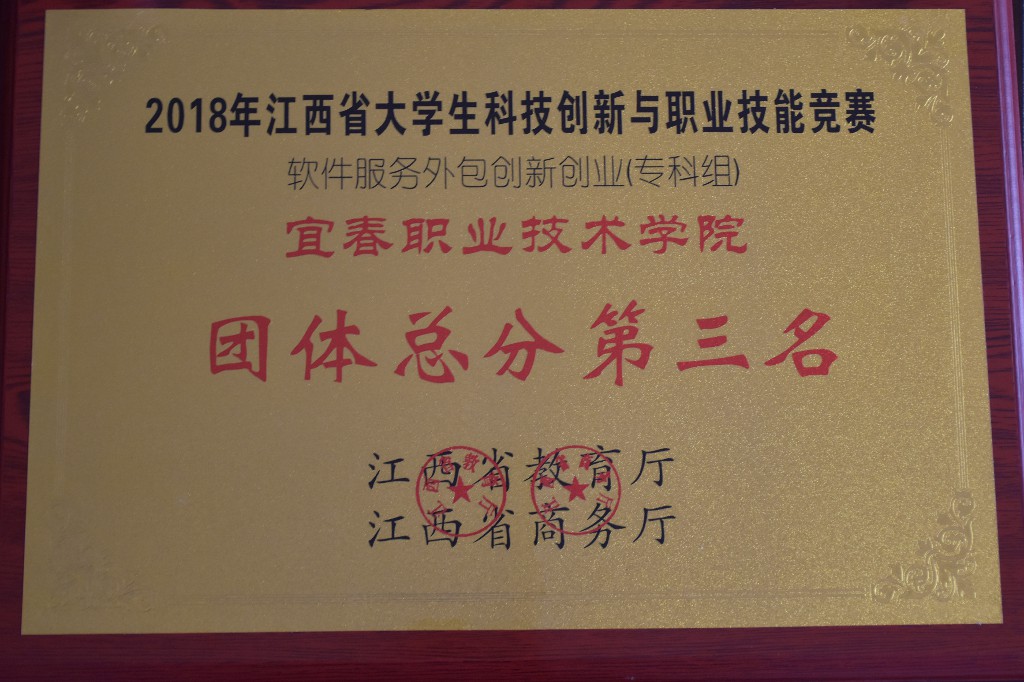 2018年江西省大学生科技创新与职业技能竞赛
软件服务外包创新创业(专科组)
宜春职业技术学院
团体总分第三名
江西省教育厅
江西省商务厅